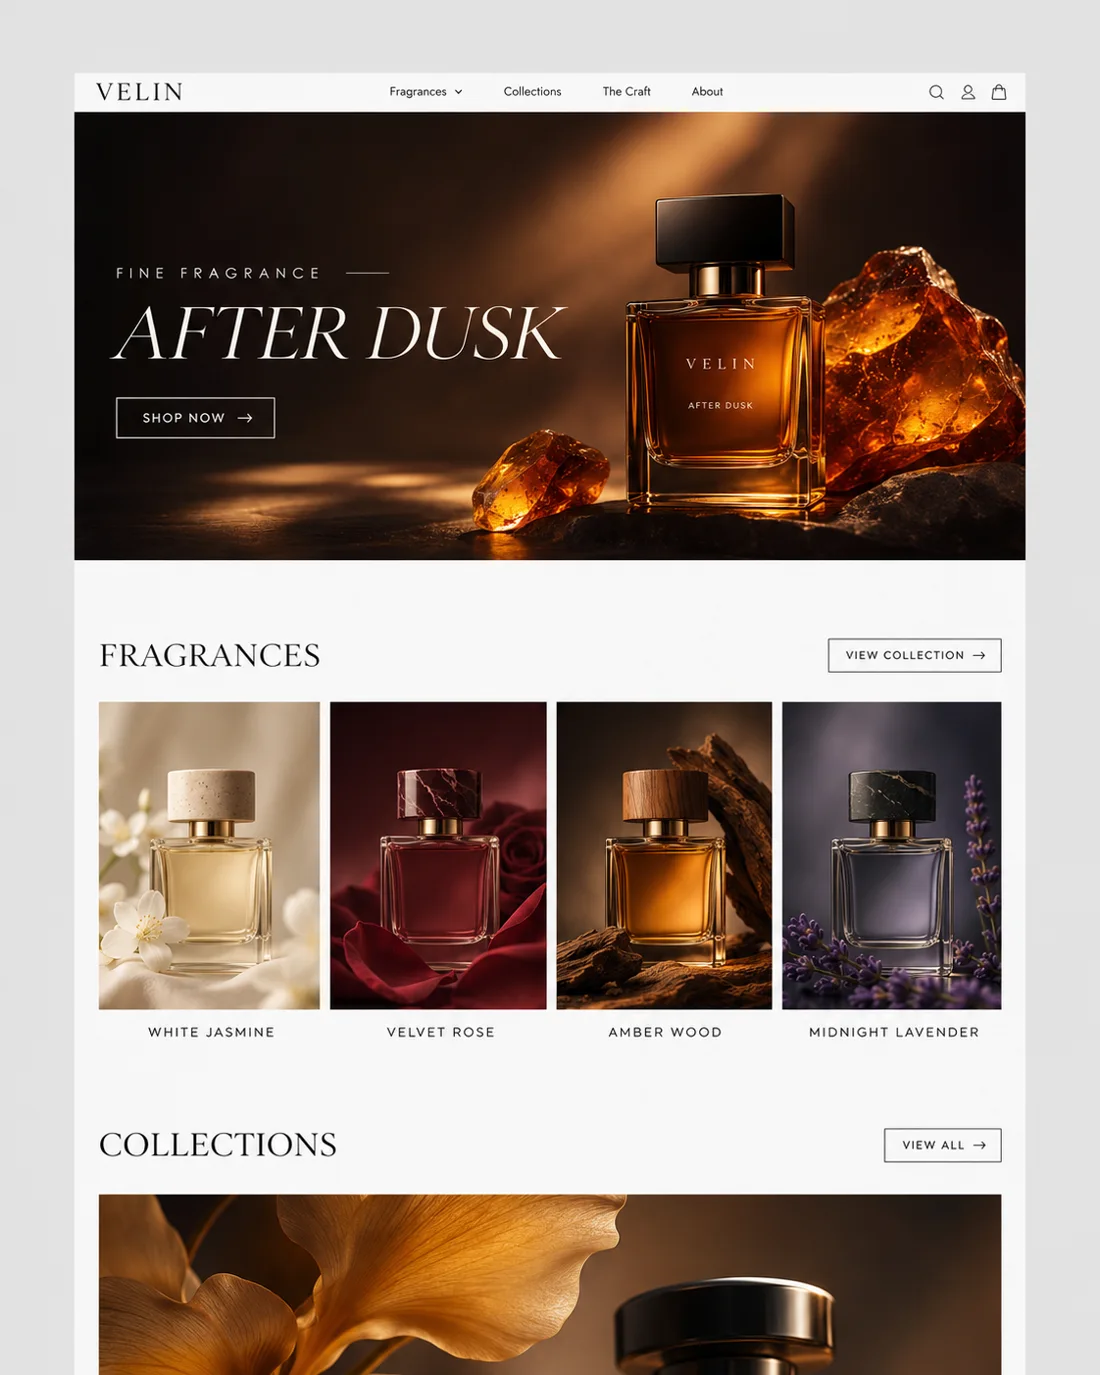 VELIN
Fragrances
Collections
The Craft
About
FINE FRAGRANCE
AFTER DUSK
SHOP NOW
VELIN
AFTER DUSK
FRAGRANCES
VIEW COLLECTION
WHITE JASMINE
VELVET ROSE
AMBER WOOD
MIDNIGHT LAVENDER
COLLECTIONS
VIEW ALL